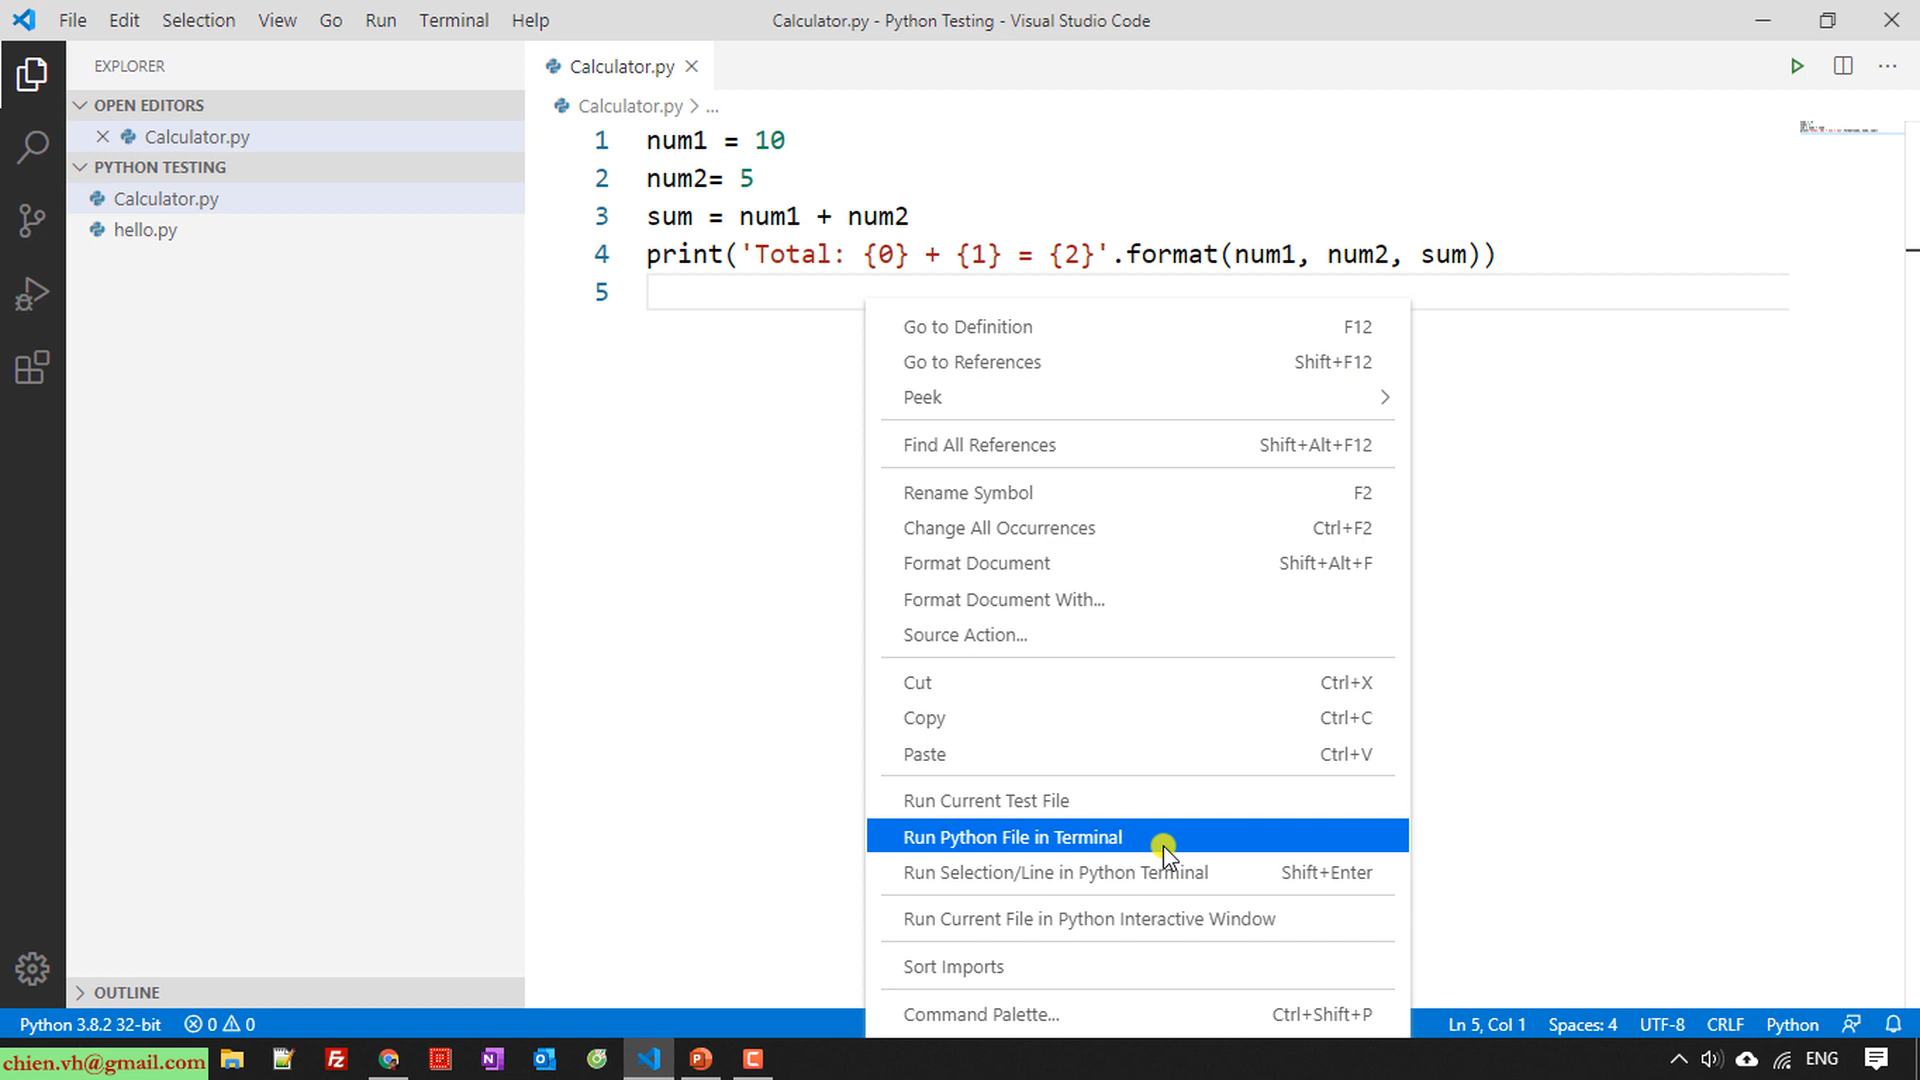 File Edit Selection View Go Run Terminal Help
Calculator.py - Python Testing - Visual Studio Code
EXPLORER
OPEN EDITORS
Calculator.py
PYTHON TESTING
Calculator.py
hello.py
OUTLINE
Calculator.py
Calculator.py > ...
1 num1 = 10
2 num2= 5
3 sum = num1 + num2
4 print('Total: {0} + {1} = {2}'.format(num1, num2, sum))
5
Go to Definition F12
Go to References Shift+F12
Peek
Find All References Shift+Alt+F12
Rename Symbol F2
Change All Occurrences Ctrl+F2
Format Document Shift+Alt+F
Format Document With...
Source Action...
Cut Ctrl+X
Copy Ctrl+C
Paste Ctrl+V
Run Current Test File
Run Python File in Terminal
Run Selection/Line in Python Terminal Shift+Enter
Run Current File in Python Interactive Window
Sort Imports
Command Palette... Ctrl+Shift+P
Python 3.8.2 32-bit 0 0 Ln 5, Col 1 Spaces: 4 UTF-8 CRLF Python
chien.vh@gmail.com ENG